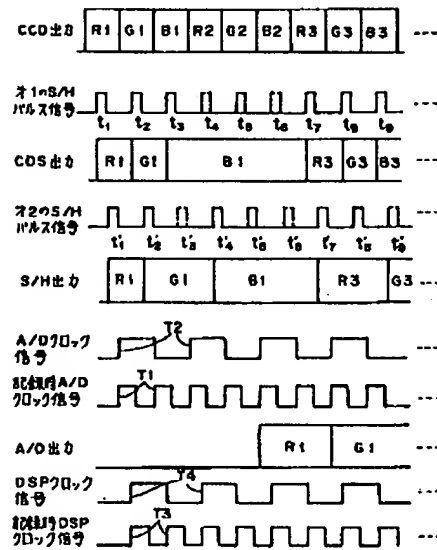 CCD出力 R1 G1 B1 R2 G2 B2 R3 G3 B3 ----
オ1のS/H
パルス信号
t1 t2 t3 t4 t5 t6 t7 t8 t9 ----
CDS出力 R1 G1 B1 R3 G3 B3 ----
オ2のS/H
パルス信号
t'1 t'2 t'3 t'4 t'5 t'6 t'7 t'8 t'9 ----
S/H出力 R1 G1 B1 R3 G3 ----
A/Dクロック
信号
T2 ----
記録用A/D
クロック信号
T1 ----
A/D出力 R1 G1 ----
DSPクロック
信号
T4 ----
記録用DSP
クロック信号
T3 ----